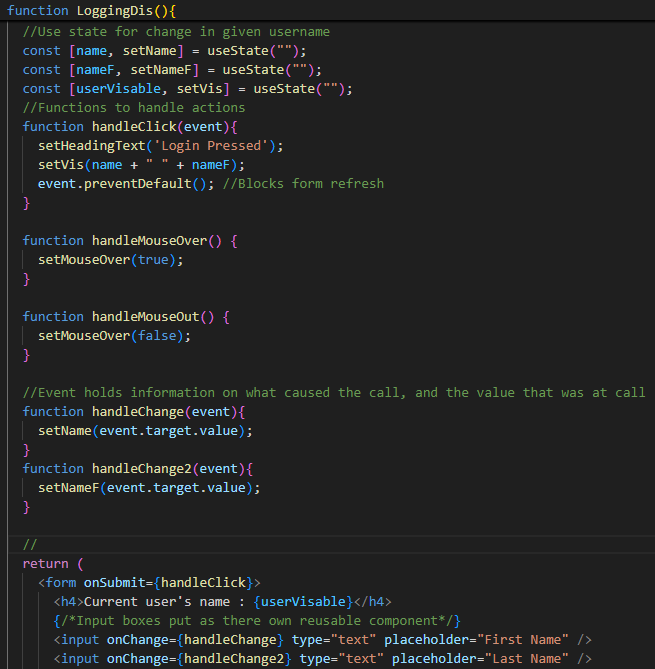 function LoggingDis(){
//Use state for change in given username
const [name, setName] = useState("");
const [nameF, setNameF] = useState("");
const [userVisable, setVis] = useState("");
//Functions to handle actions
function handleClick(event){
setHeadingText('Login Pressed');
setVis(name + " " + nameF);
event.preventDefault(); //Blocks form refresh
}
function handleMouseOver() {
setMouseOver(true);
}
function handleMouseOut() {
setMouseOver(false);
}
//Event holds information on what caused the call, and the value that was at call
function handleChange(event){
setName(event.target.value);
}
function handleChange2(event){
setNameF(event.target.value);
}
//
return (
<form onSubmit={handleClick}>
<h4>Current user's name : {userVisable}</h4>
{/*Input boxes put as there own reusable component*/}
<input onChange={handleChange} type="text" placeholder="First Name" />
<input onChange={handleChange2} type="text" placeholder="Last Name" />